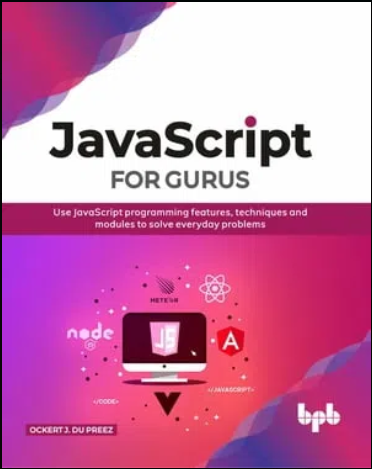 JavaScript
FOR GURUS
Use JavaScript programming features, techniques and
modules to solve everyday problems
METEOR
node
JS
JS
A
</CODE>
</JAVASCRIPT>
OCKERT J. DU PREEZ
bpb